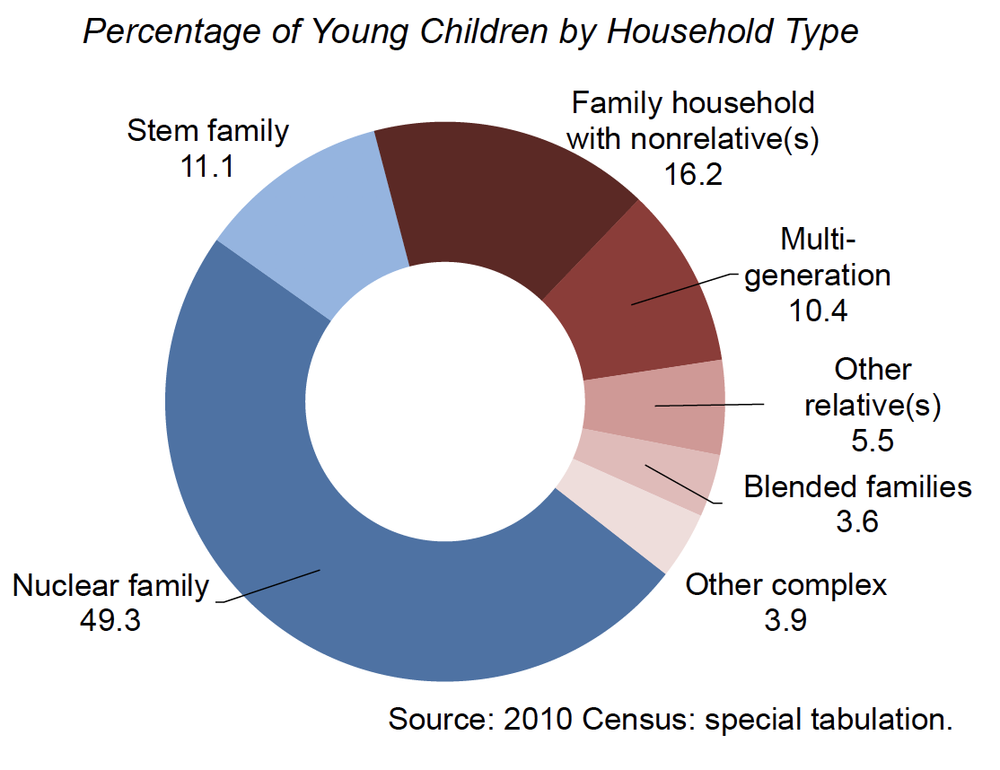 Percentage of Young Children by Household Type
Stem family
11.1
Family household
with nonrelative(s)
16.2
Multi-
generation
10.4
Other
relative(s)
5.5
Blended families
3.6
Other complex
3.9
Nuclear family
49.3
Source: 2010 Census: special tabulation.